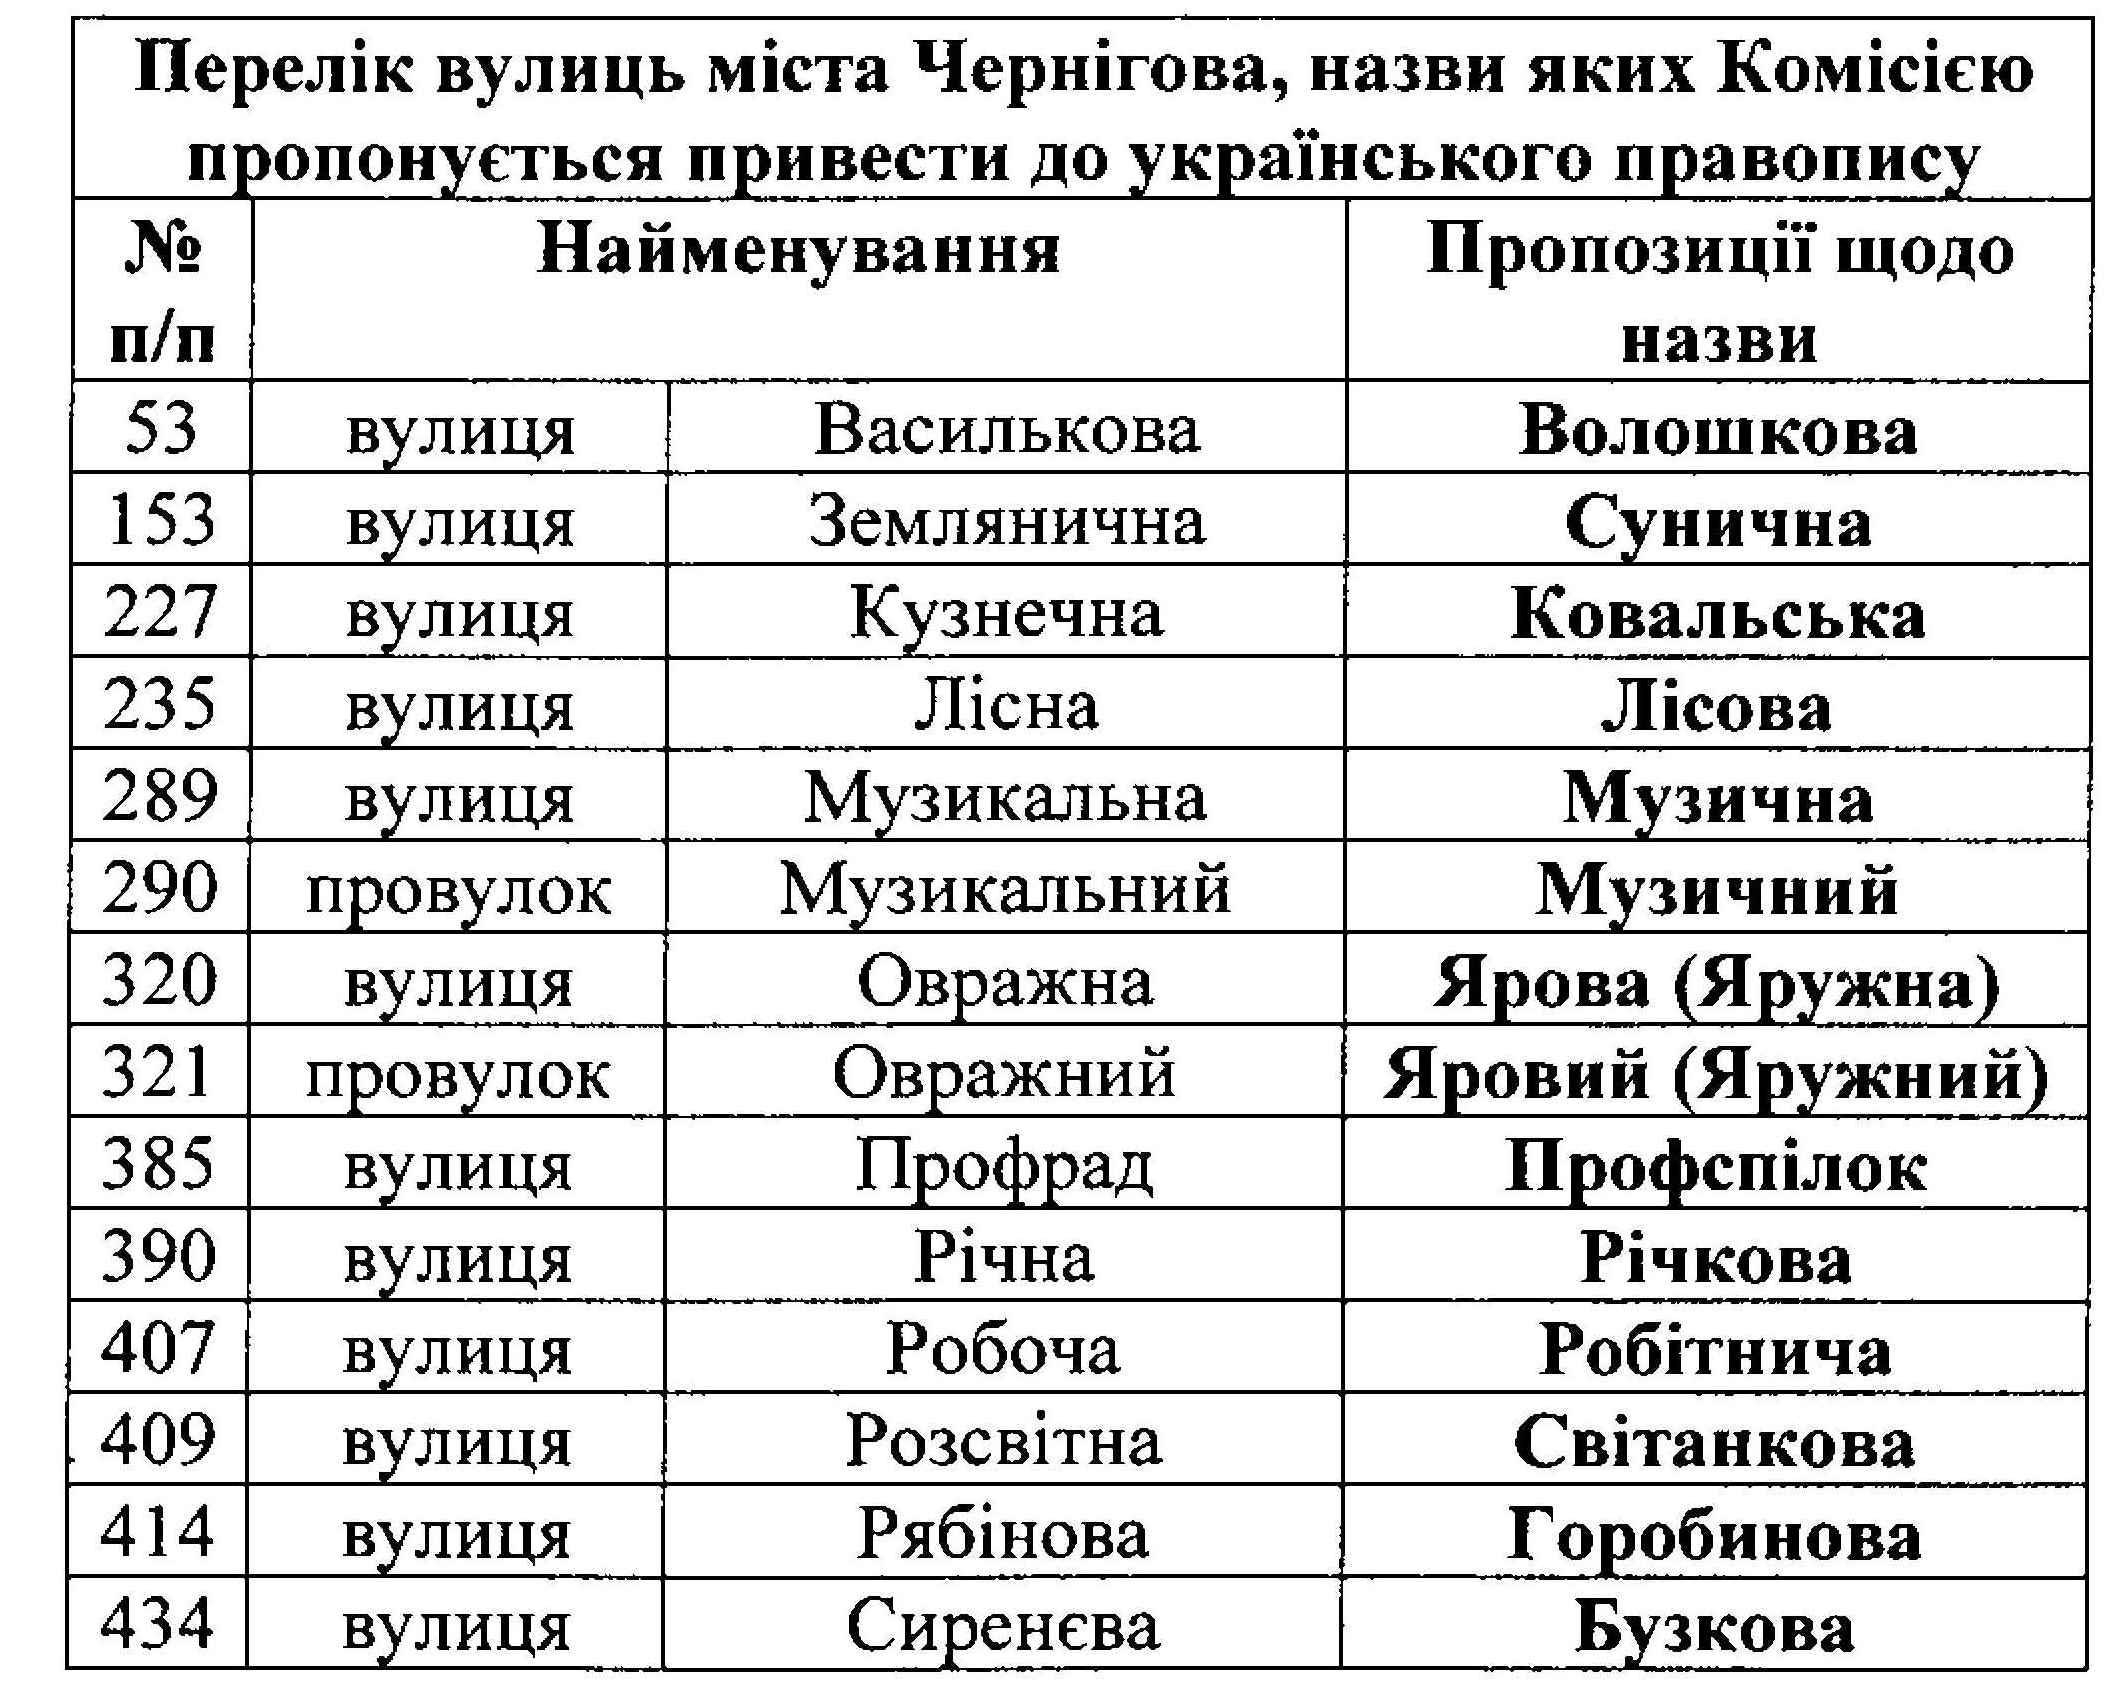 Перелік вулиць міста Чернігова, назви яких Комісією
пропонується привести до українського правопису
№ п/п Найменування Пропозиції щодо назви
53 вулиця Василькова Волошкова
153 вулиця Землянична Сунична
227 вулиця Кузнечна Ковальська
235 вулиця Лісна Лісова
289 вулиця Музикальна Музична
290 провулок Музикальний Музичний
320 вулиця Овражна Ярова (Яружна)
321 провулок Овражний Яровий (Яружний)
385 вулиця Профрад Профспілок
390 вулиця Річна Річкова
407 вулиця Робоча Робітнича
409 вулиця Розсвітна Світанкова
414 вулиця Рябінова Горобинова
434 вулиця Сиренєва Бузкова